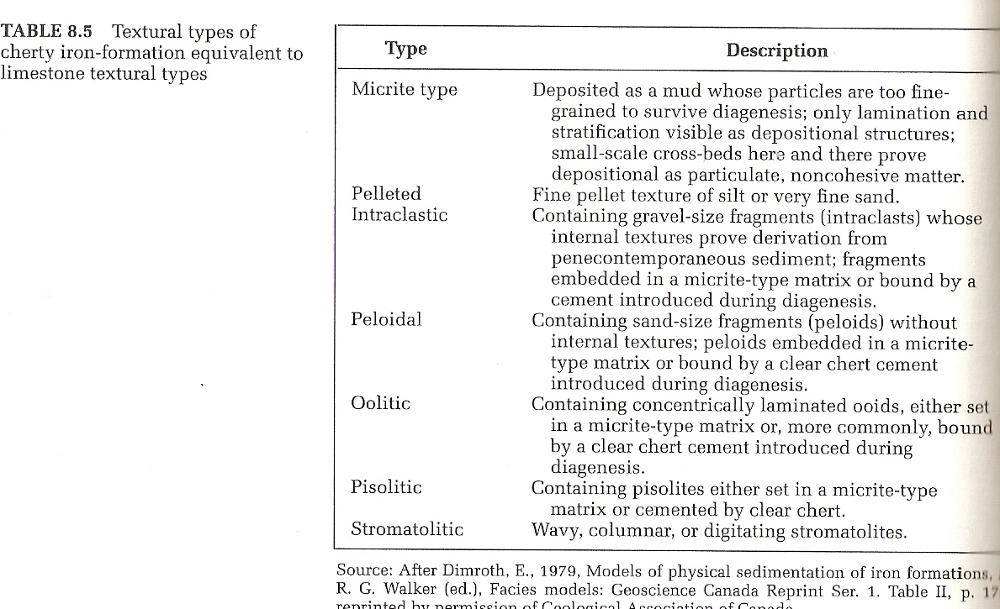 TABLE 8.5 Textural types of
cherty iron-formation equivalent to
limestone textural types
Type Description
Micrite type Deposited as a mud whose particles are too fine-
grained to survive diagenesis; only lamination and
stratification visible as depositional structures;
small-scale cross-beds here and there prove
depositional as particulate, noncohesive matter.
Pelleted Fine pellet texture of silt or very fine sand.
Intraclastic Containing gravel-size fragments (intraclasts) whose
internal textures prove derivation from
penecontemporaneous sediment; fragments
embedded in a micrite-type matrix or bound by a
cement introduced during diagenesis.
Peloidal Containing sand-size fragments (peloids) without
internal textures; peloids embedded in a micrite-
type matrix or bound by a clear chert cement
introduced during diagenesis.
Oolitic Containing concentrically laminated ooids, either set
in a micrite-type matrix or, more commonly, bound
by a clear chert cement introduced during
diagenesis.
Pisolitic Containing pisolites either set in a micrite-type
matrix or cemented by clear chert.
Stromatolitic Wavy, columnar, or digitating stromatolites.
Source: After Dimroth, E., 1979, Models of physical sedimentation of iron formations,
R. G. Walker (ed.), Facies models: Geoscience Canada Reprint Ser. 1. Table II, p. 17
reprinted by permission of Geological Association of Canada